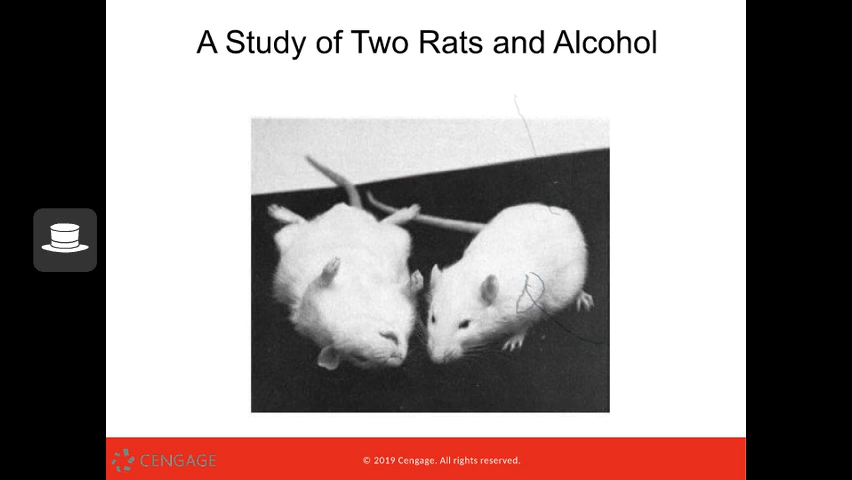 A Study of Two Rats and Alcohol
CENGAGE
© 2019 Cengage. All rights reserved.